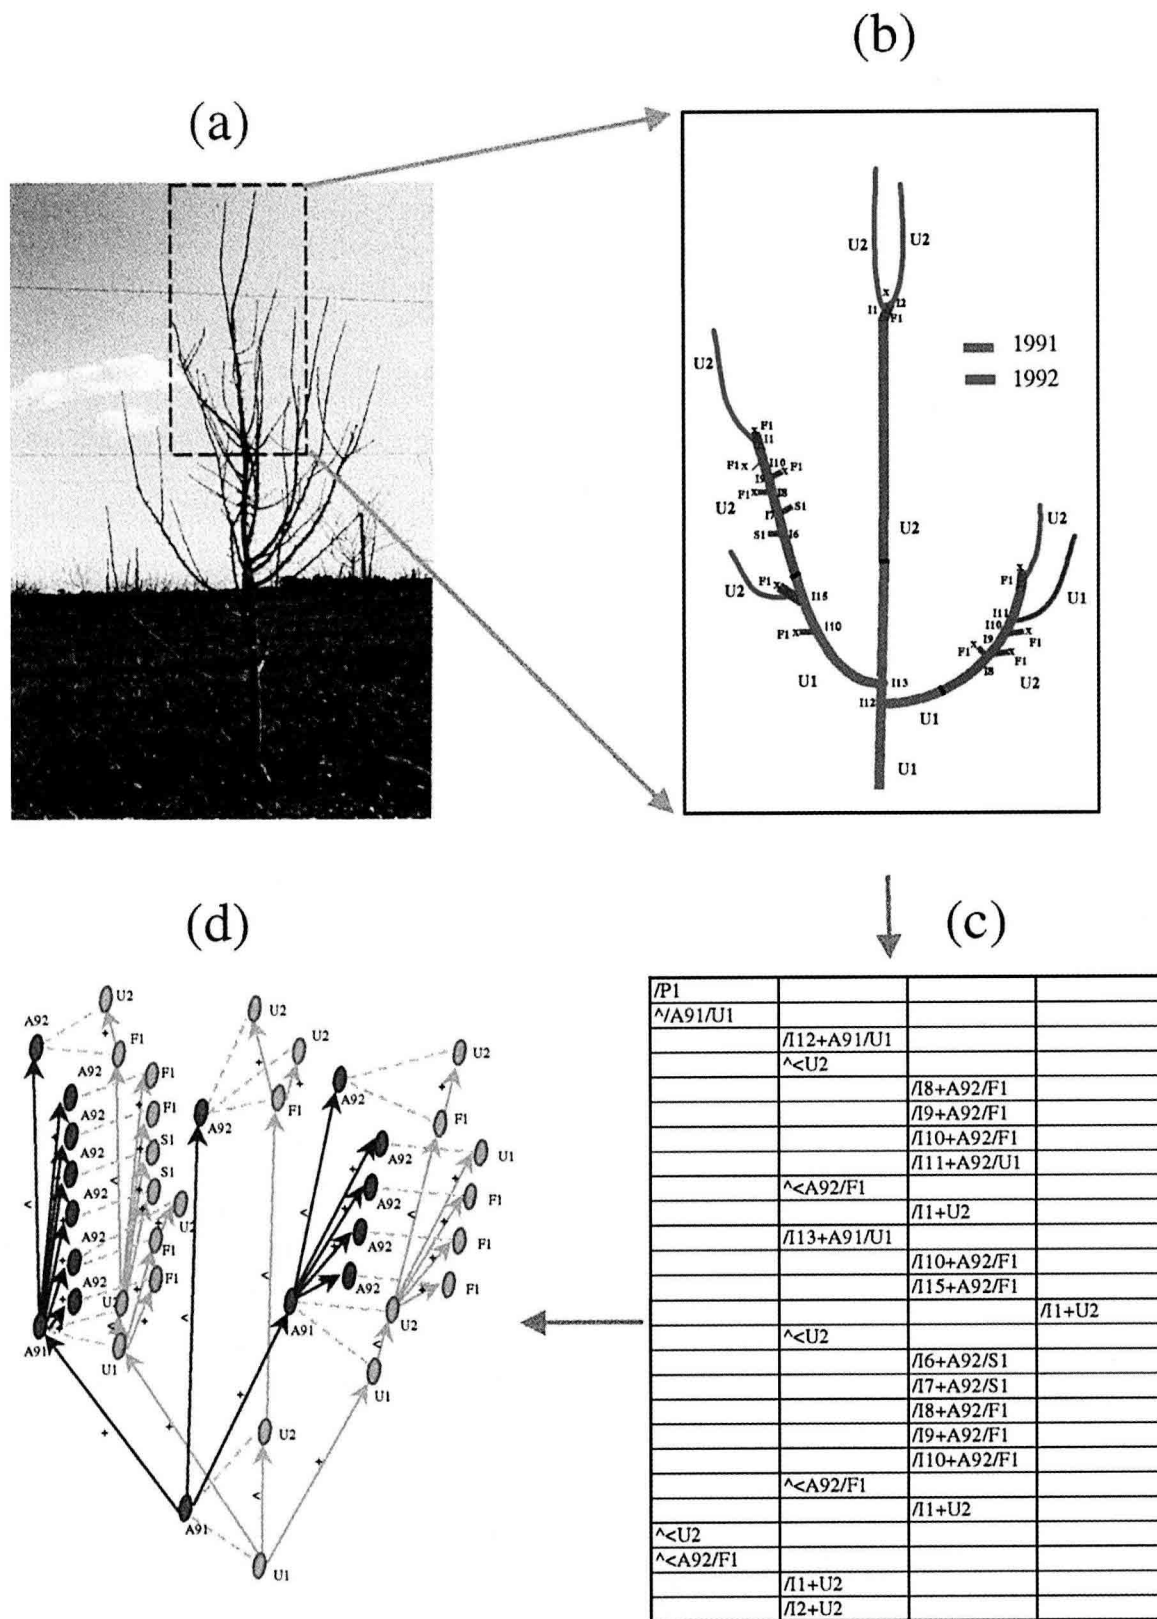 (a)
(b)
U2 U2
x
I1 I2
F1
1991
1992
U2
x F1
I1
F1 x I10 x F1
I9
F1 x I8
U2 I7 S1
S1 I6
U2
U2
U2 F1 x I15
F1 x I10
U1
I13
I12
U1
U1
x
F1
I11
I10 x
F1
I9
F1 x x F1
I8
U2
U1
(c)
/P1
^/A91/U1
/I12+A91/U1
^<U2
/I8+A92/F1
/I9+A92/F1
/I10+A92/F1
/I11+A92/U1
^<A92/F1
/I1+U2
/I13+A91/U1
/I10+A92/F1
/I15+A92/F1
/I1+U2
^<U2
/I6+A92/S1
/I7+A92/S1
/I8+A92/F1
/I9+A92/F1
/I10+A92/F1
^<A92/F1
/I1+U2
^<U2
^<A92/F1
/I1+U2
/I2+U2
(d)
U2 U2
A92 F1 U2 U2
A92 F1 A92
A92 F1 A92 F1 F1
A92 S1 A92 U1
A92 S1 A92 F1
A92 U2 A92 F1
A92 F1 A92 F1
F1
A91 U2 A91 U2
U1 U1
U2
A91
U1